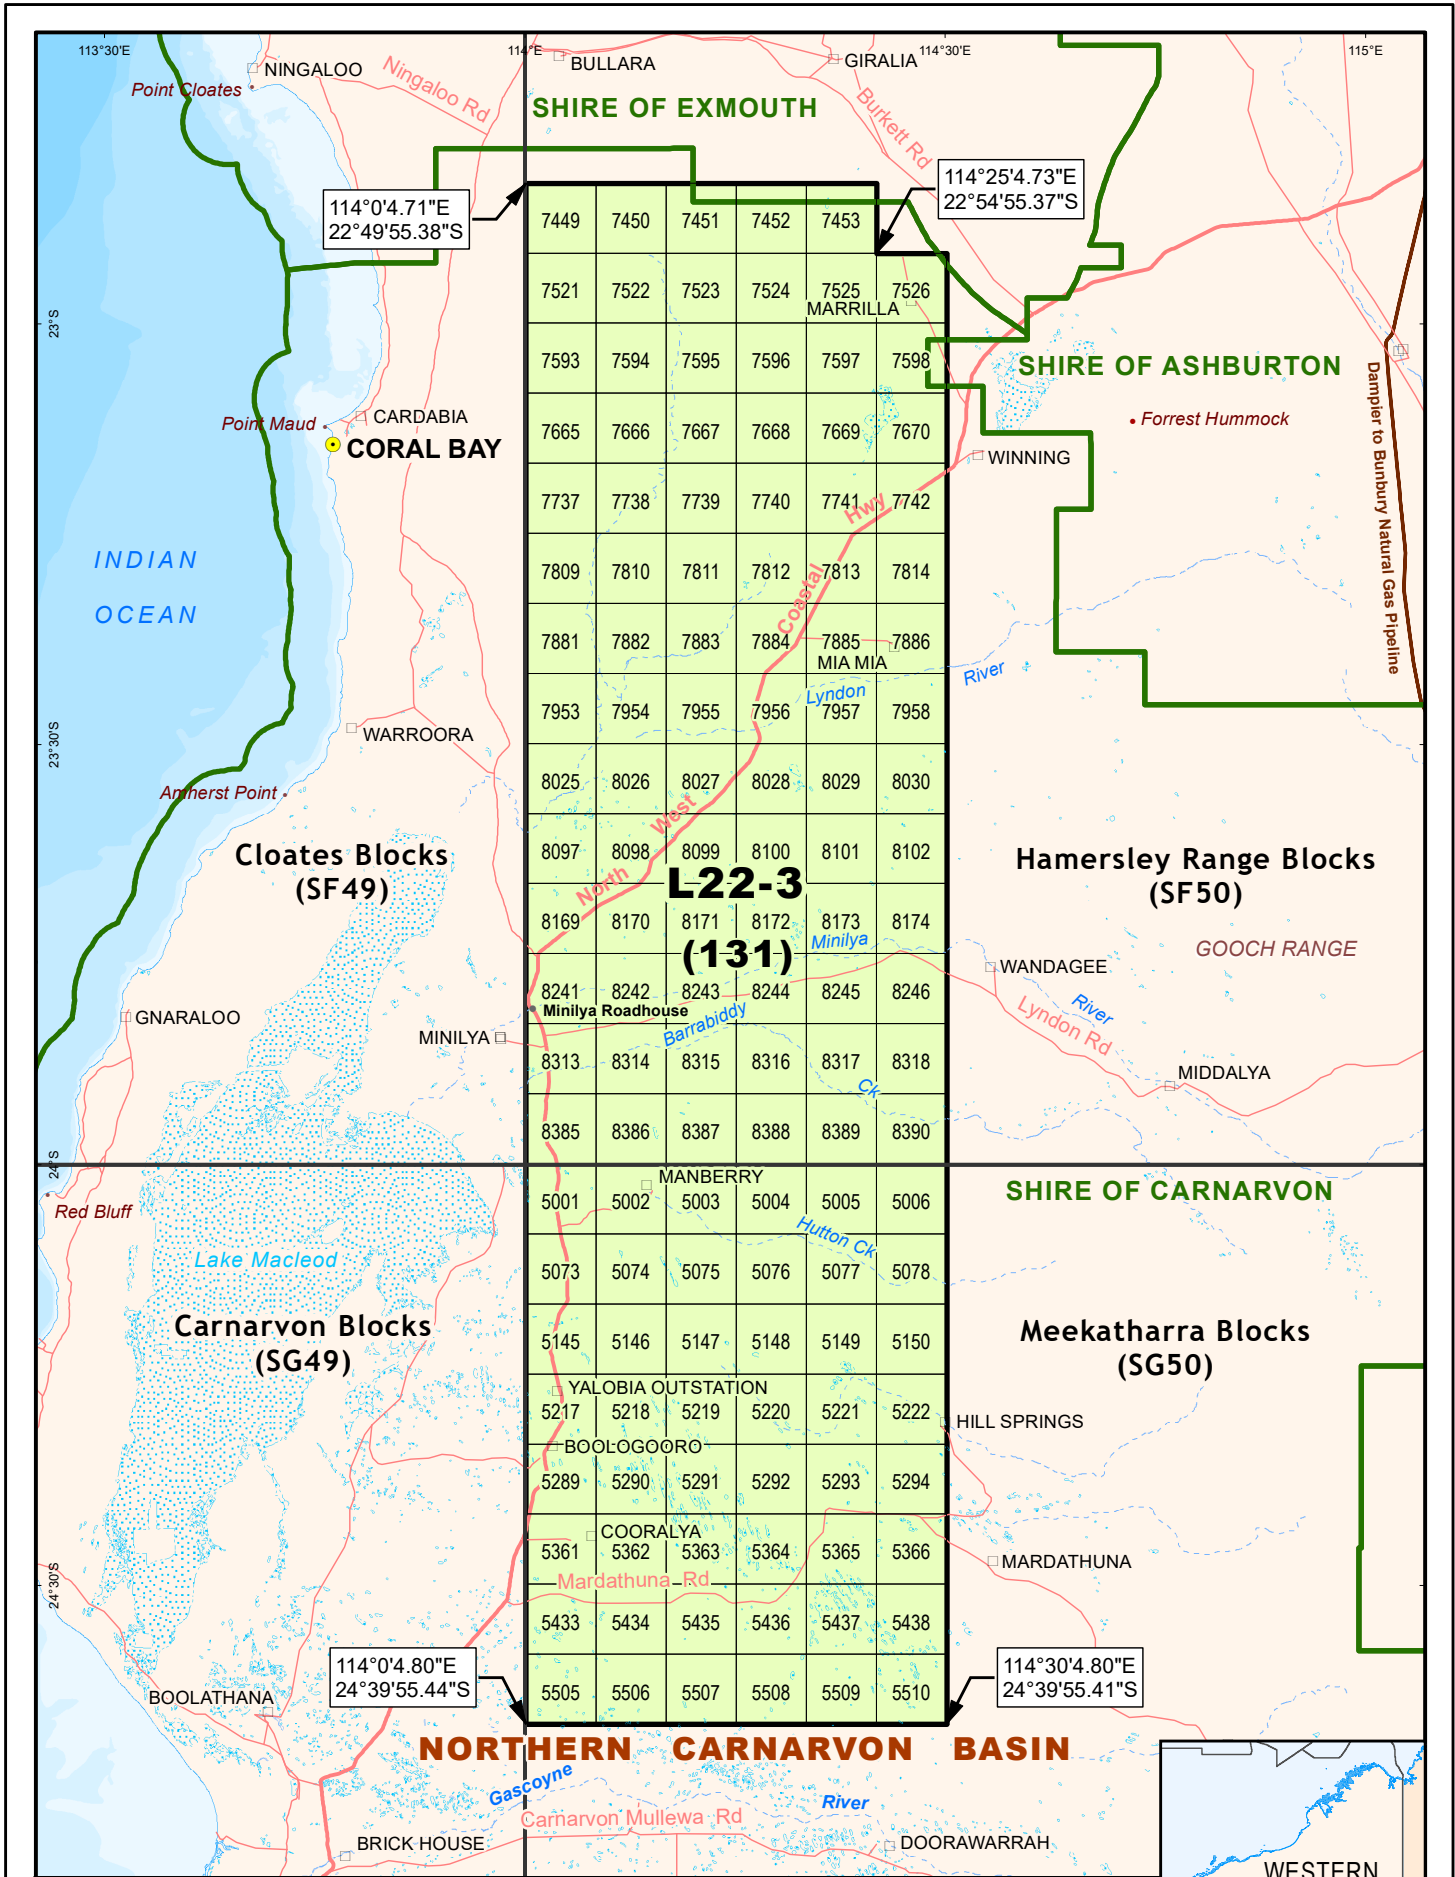 113°30'E
114°E
114°30'E
115°E
NINGALOO
BULLARA
GIRALIA
Point Cloates
Ningaloo Rd
SHIRE OF EXMOUTH
Burkett Rd
114°0'4.71"E
22°49'55.38"S
114°25'4.73"E
22°54'55.37"S
7449 7450 7451 7452 7453
7521 7522 7523 7524 7525 7526
MARRILLA
23°S
7593 7594 7595 7596 7597 7598
SHIRE OF ASHBURTON
Dampier to Bunbury Natural Gas Pipeline
Point Maud
CARDABIA
CORAL BAY
Forrest Hummock
7665 7666 7667 7668 7669 7670
WINNING
7737 7738 7739 7740 7741 7742
INDIAN
OCEAN
7809 7810 7811 7812 7813 7814
7881 7882 7883 7884 7885 7886
MIA MIA
Lyndon
River
7953 7954 7955 7956 7957 7958
WARROORA
23°30'S
8025 8026 8027 8028 8029 8030
Amherst Point
North West Coastal Hwy
Cloates Blocks
(SF49)
8097 8098 8099 8100 8101 8102
Hamersley Range Blocks
(SF50)
L22-3
(131)
8169 8170 8171 8172 8173 8174
Minilya
River
GOOCH RANGE
WANDAGEE
8241 8242 8243 8244 8245 8246
Minilya Roadhouse
Lyndon Rd
GNARALOO
MINILYA
Barrabiddy
Ck
8313 8314 8315 8316 8317 8318
MIDDALYA
8385 8386 8387 8388 8389 8390
24°S
MANBERRY
SHIRE OF CARNARVON
5001 5002 5003 5004 5005 5006
Red Bluff
Hutton Ck
Lake Macleod
5073 5074 5075 5076 5077 5078
Carnarvon Blocks
(SG49)
5145 5146 5147 5148 5149 5150
Meekatharra Blocks
(SG50)
YALOBIA OUTSTATION
5217 5218 5219 5220 5221 5222
HILL SPRINGS
BOOLOGOORO
5289 5290 5291 5292 5293 5294
COORALYA
5361 5362 5363 5364 5365 5366
MARDATHUNA
Mardathuna Rd
24°30'S
5433 5434 5435 5436 5437 5438
114°0'4.80"E
24°39'55.44"S
114°30'4.80"E
24°39'55.41"S
BOOLATHANA
5505 5506 5507 5508 5509 5510
NORTHERN CARNARVON BASIN
Gascoyne
River
Carnarvon Mullewa Rd
BRICK HOUSE
DOORAWARRAH
WESTERN